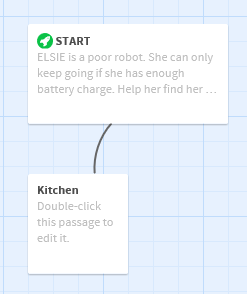 START
ELSIE is a poor robot. She can only
keep going if she has enough
battery charge. Help her find her ...
Kitchen
Double-click
this passage to
edit it.